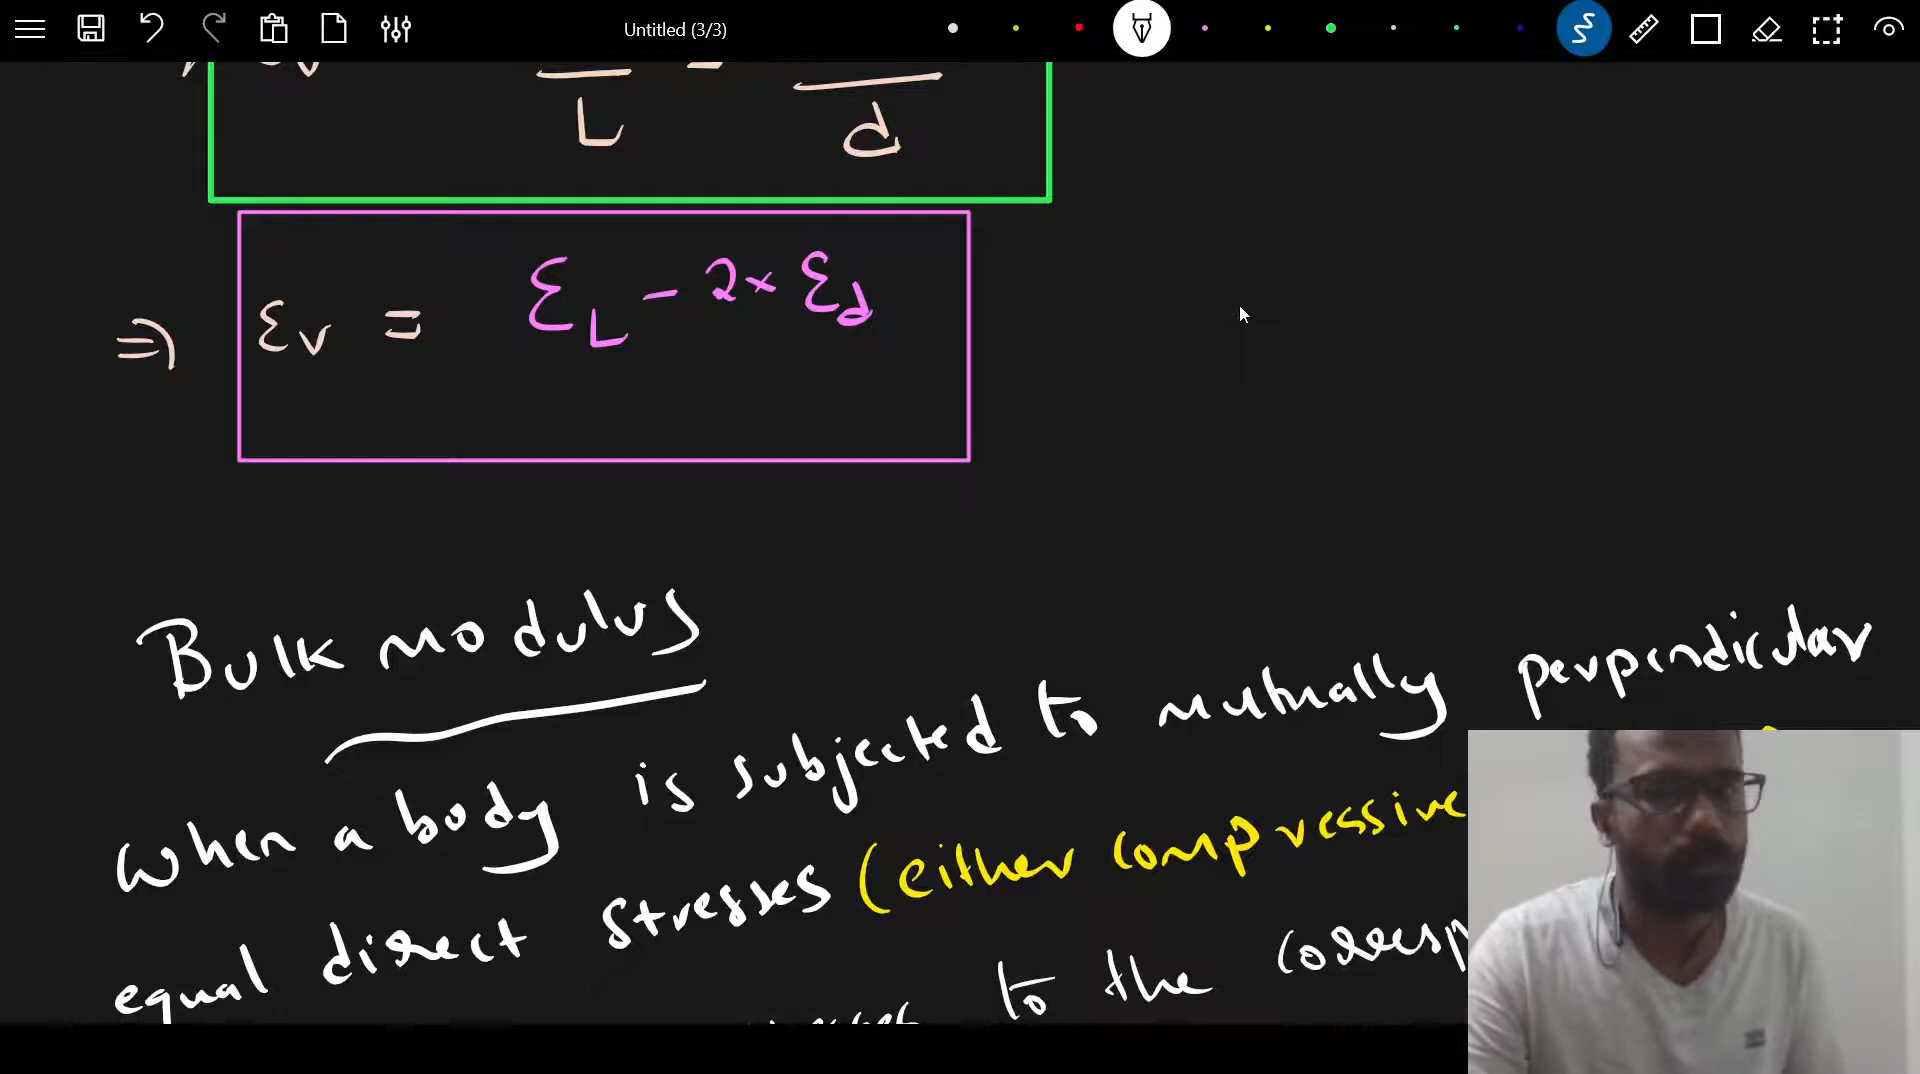 Untitled (3/3)
L d
⇒ εv = εL - 2 × εd
Bulk modulus
When a body is subjected to mutually perpendicular
equal direct stresses (either compressive
to the